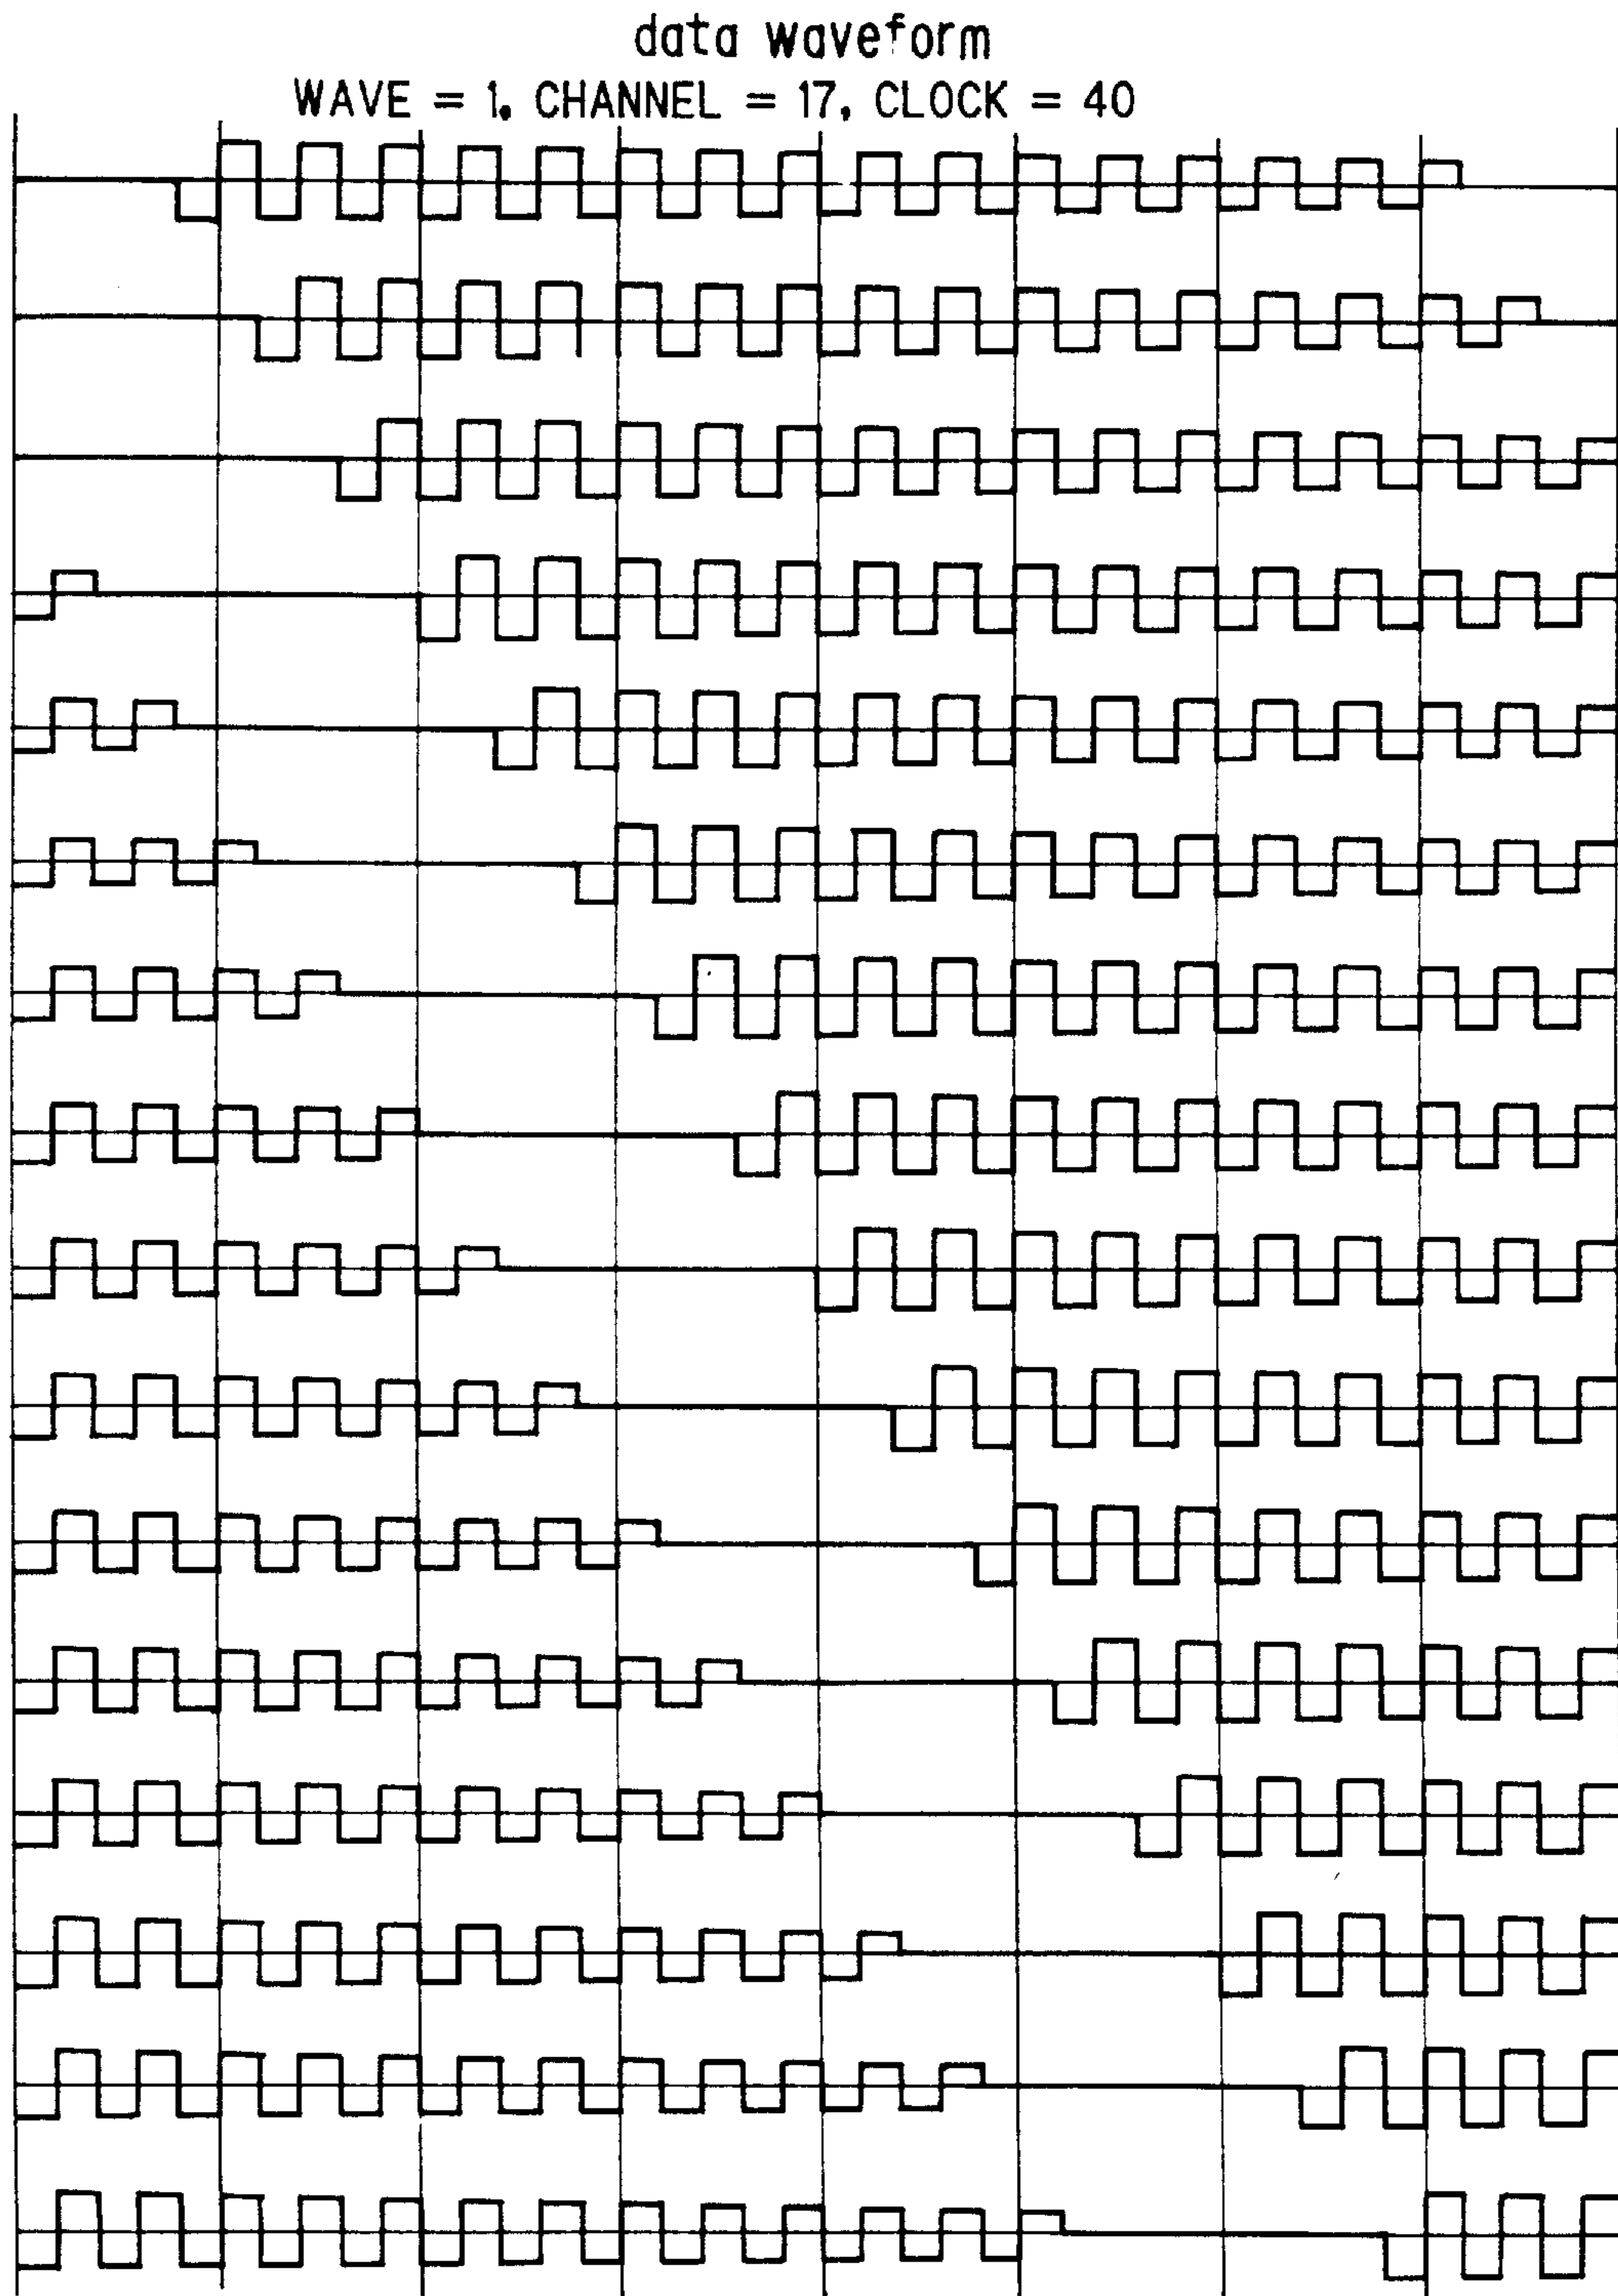 data waveform
WAVE = 1, CHANNEL = 17, CLOCK = 40